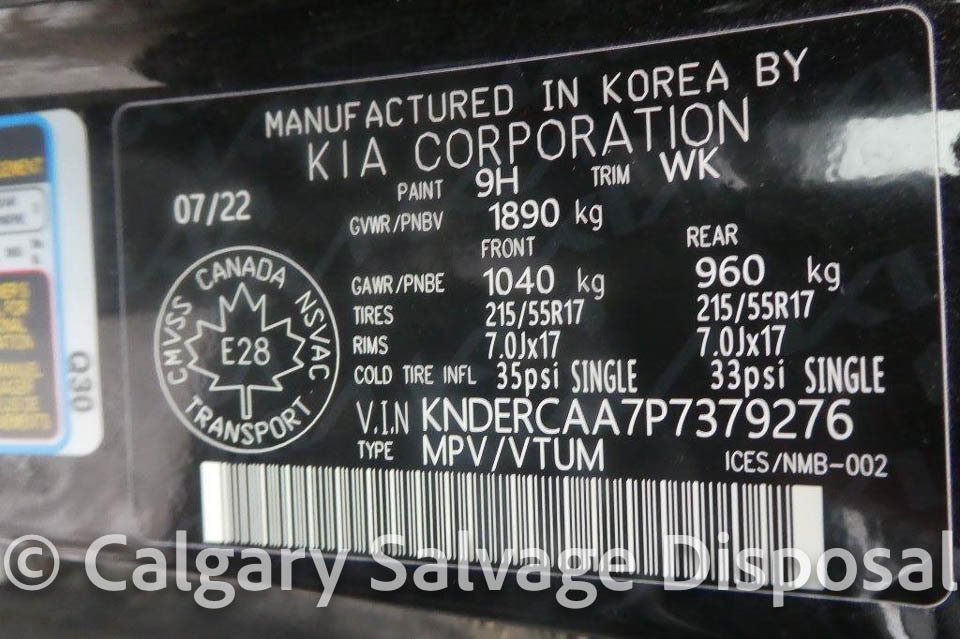 MANUFACTURED IN KOREA BY
KIA CORPORATION
PAINT 9H TRIM WK
07/22
GVWR/PNBV 1890 kg
FRONT REAR
GAWR/PNBE 1040 kg 960 kg
TIRES 215/55R17 215/55R17
RIMS 7.0Jx17 7.0Jx17
COLD TIRE INFL 35psi SINGLE 33psi SINGLE
V.I.N KNDERCAA7P7379276
TYPE MPV/VTUM ICES/NMB-002
CMVSS CANADA NSVAC
E28
TRANSPORT
Q30
© Calgary Salvage Disposal